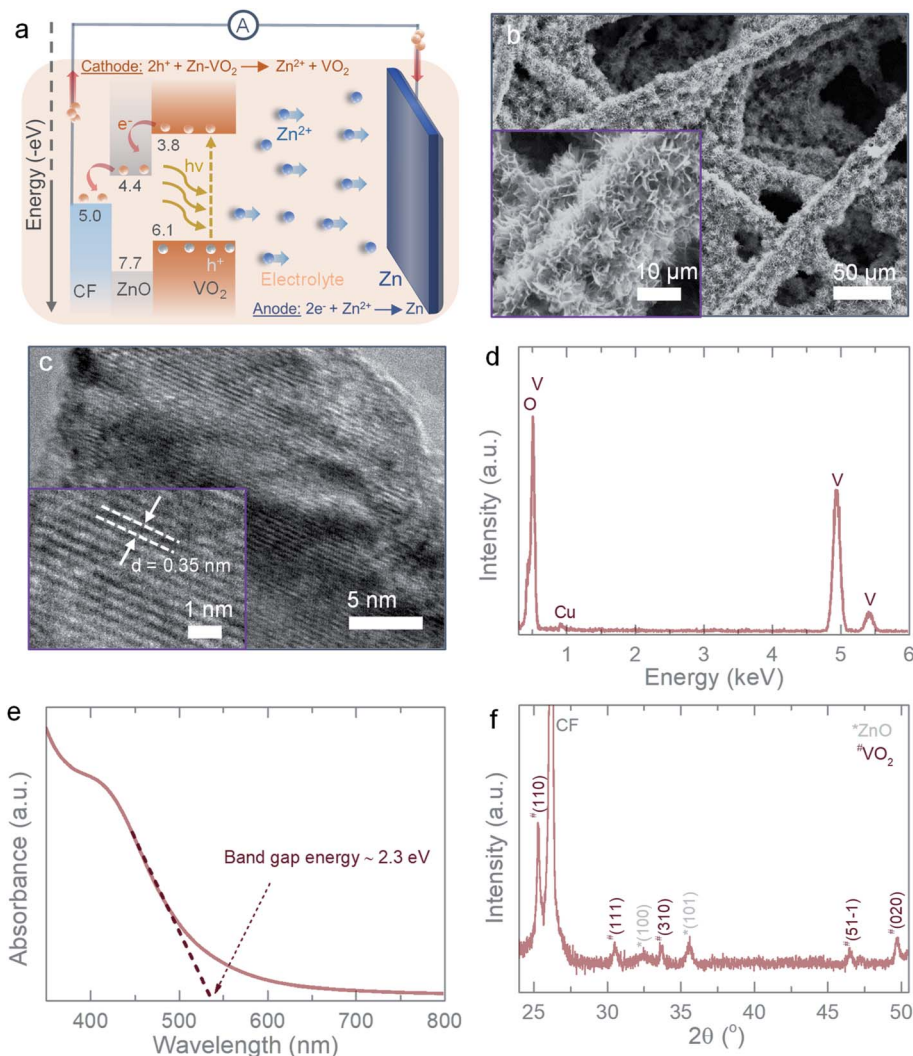 a
A
Cathode: 2h⁺ + Zn-VO₂ → Zn²⁺ + VO₂
Energy (-eV)
e⁻
3.8
4.4
hν
5.0
6.1
7.7
h⁺
CF
ZnO
VO₂
Zn²⁺
Electrolyte
Zn
Anode: 2e⁻ + Zn²⁺ → Zn
b
10 µm
50 µm
c
d = 0.35 nm
1 nm
5 nm
d
V
O
Cu
V
V
Intensity (a.u.)
1 2 3 4 5 6
Energy (keV)
e
Absorbance (a.u.)
Band gap energy ~ 2.3 eV
400 500 600 700 800
Wavelength (nm)
f
CF
*ZnO
#VO₂
#(110)
#(111)
*(100)
#(310)
*(101)
#(51-1)
#(020)
Intensity (a.u.)
25 30 35 40 45 50
2θ (°)